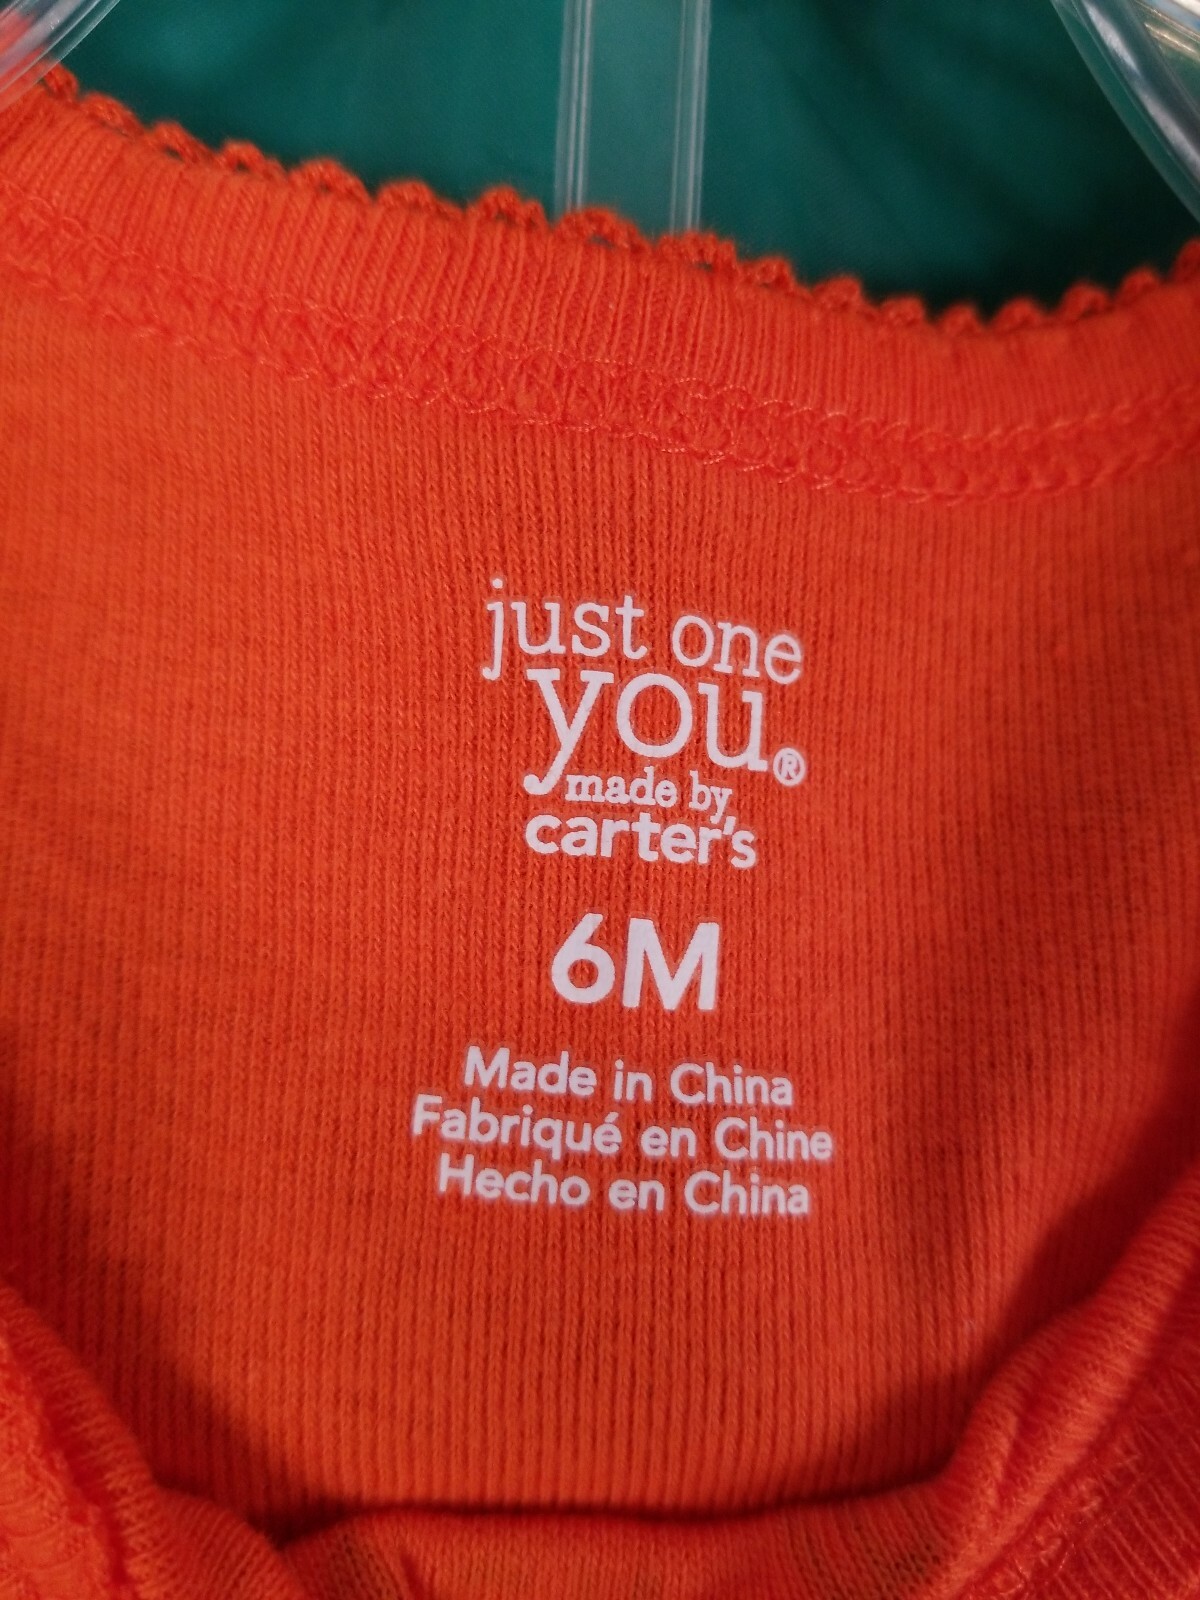 just one
you®
made by
carter's
6M
Made in China
Fabriqué en Chine
Hecho en China